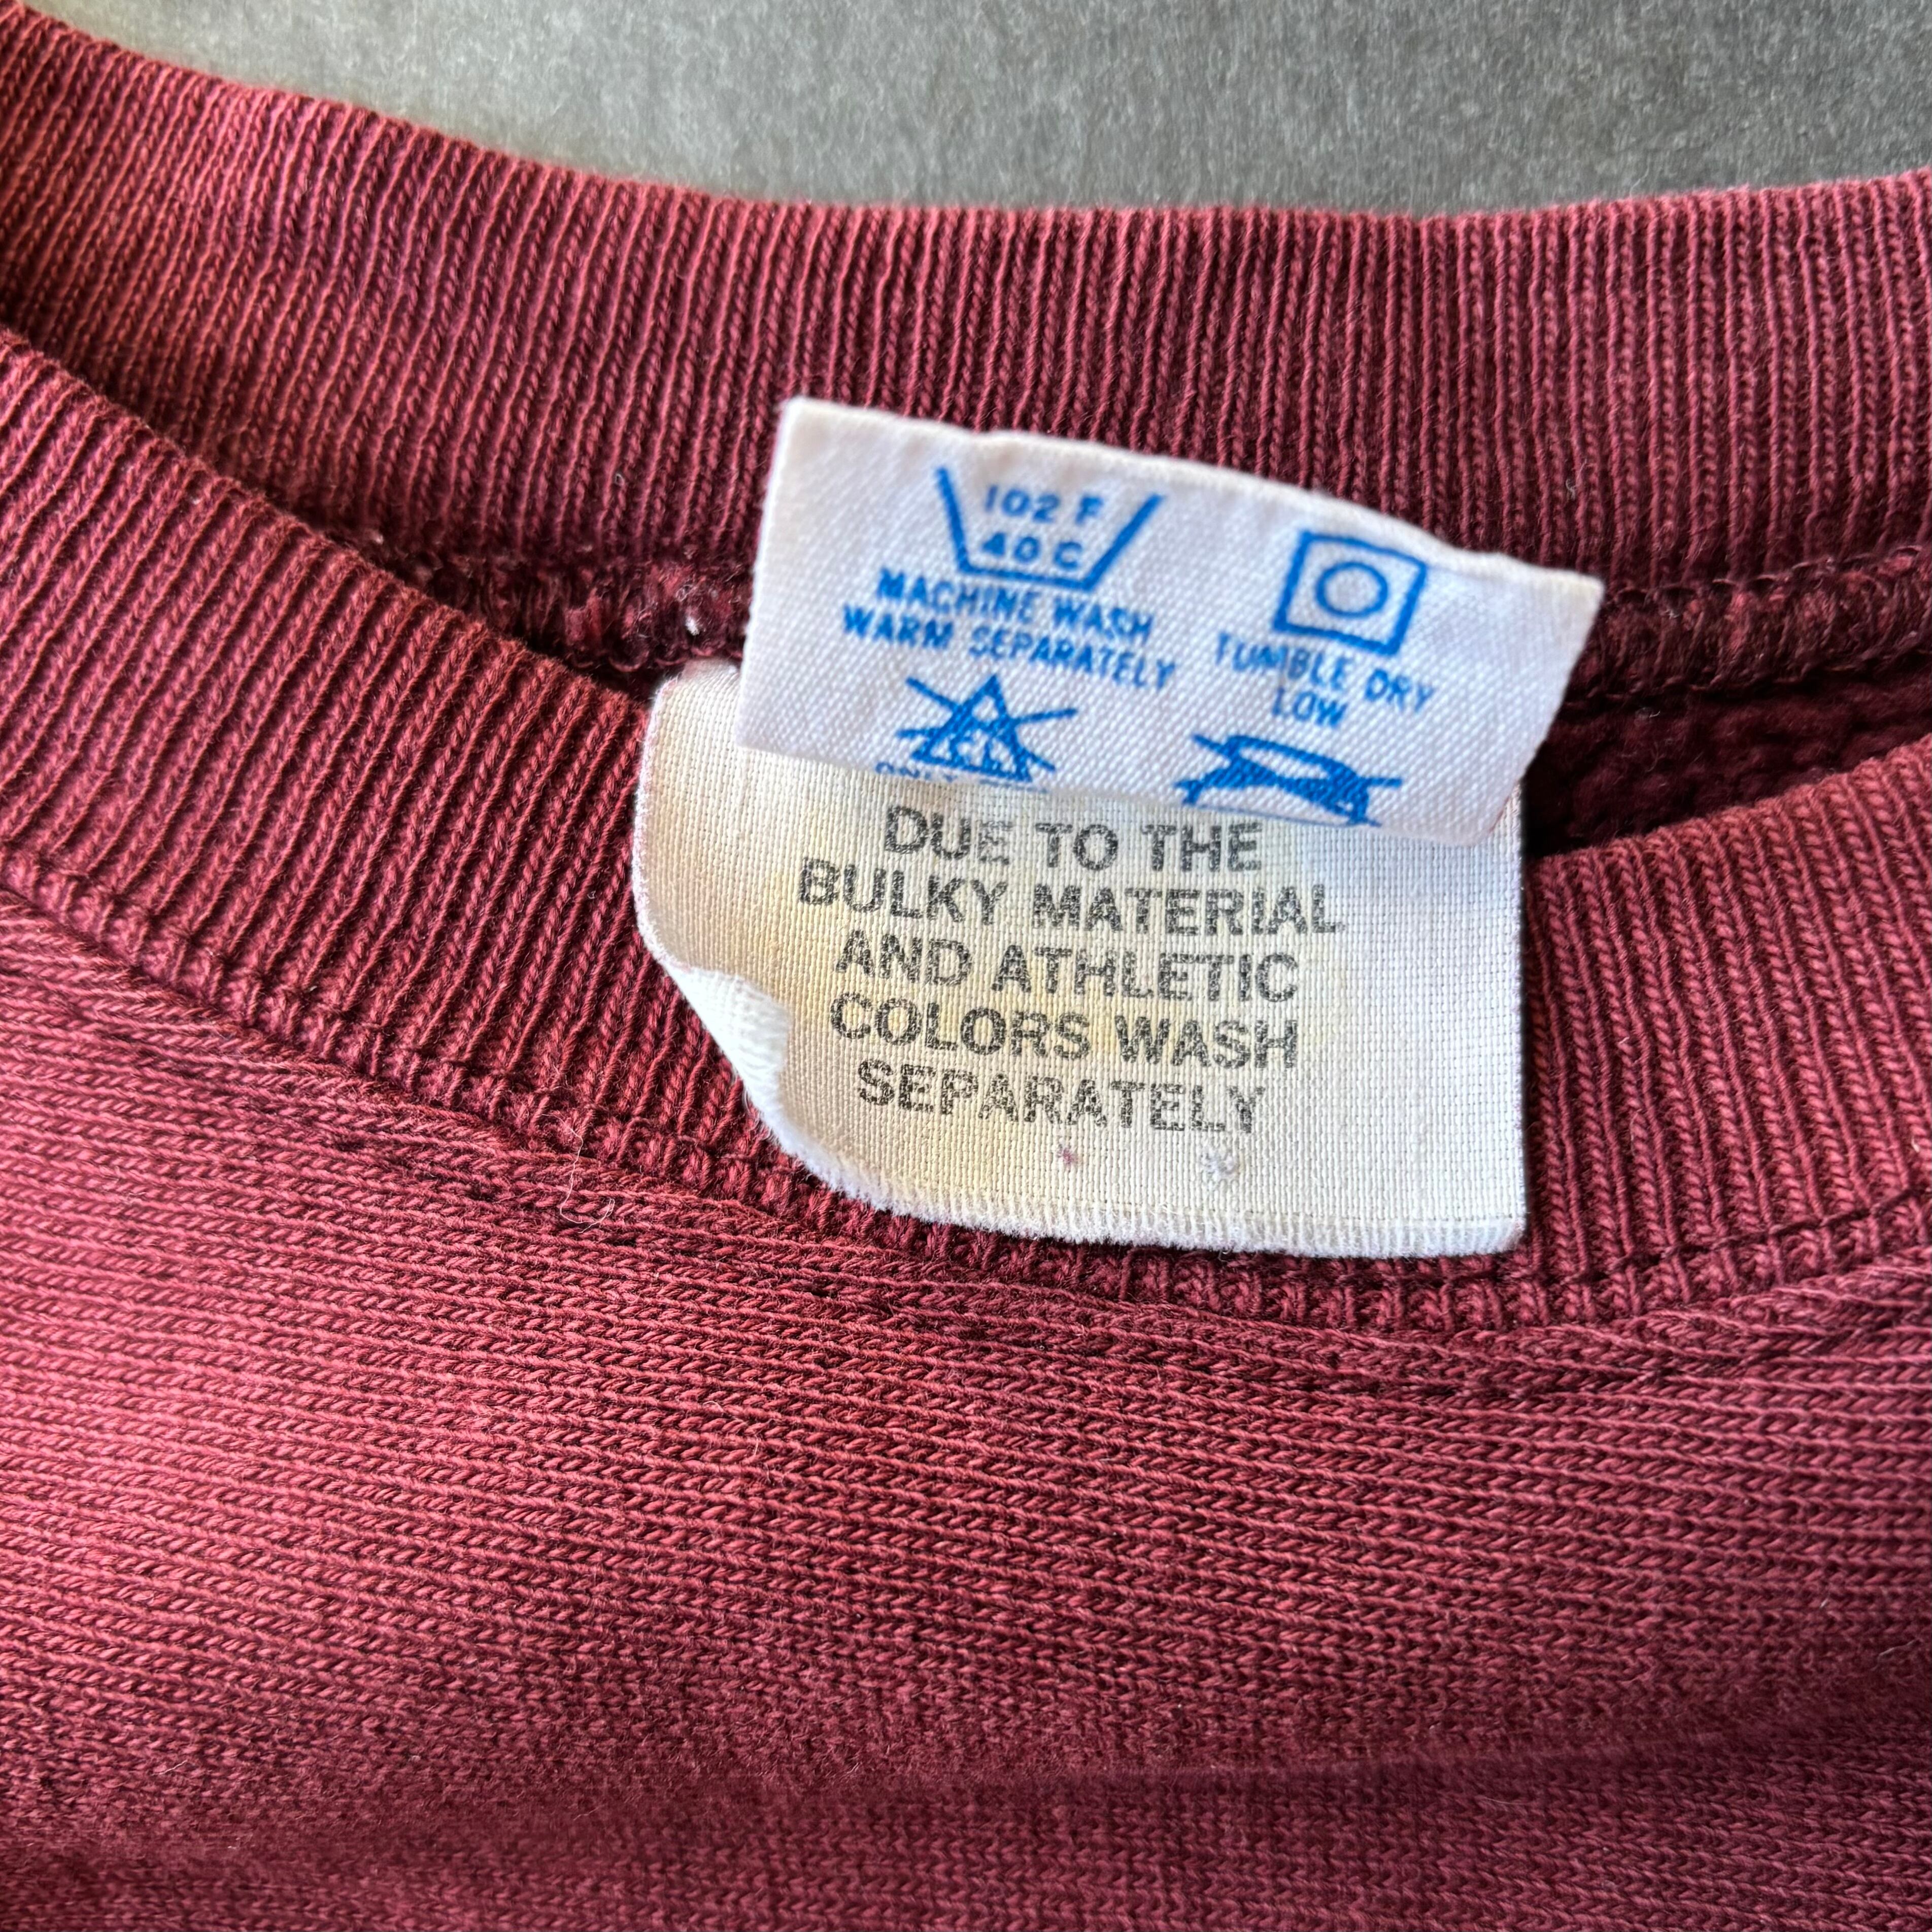 102 F
40 C
MACHINE WASH
WARM SEPARATELY
TUMBLE DRY
LOW
CL
DUE TO THE
BULKY MATERIAL
AND ATHLETIC
COLORS WASH
SEPARATELY